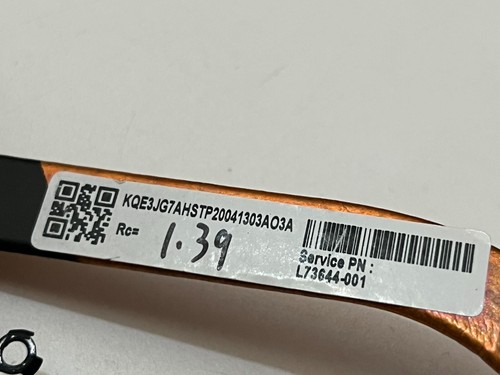 KQE3JG7AHSTP20041303AO3A
Rc= 1.39
Service PN :
L73644-001